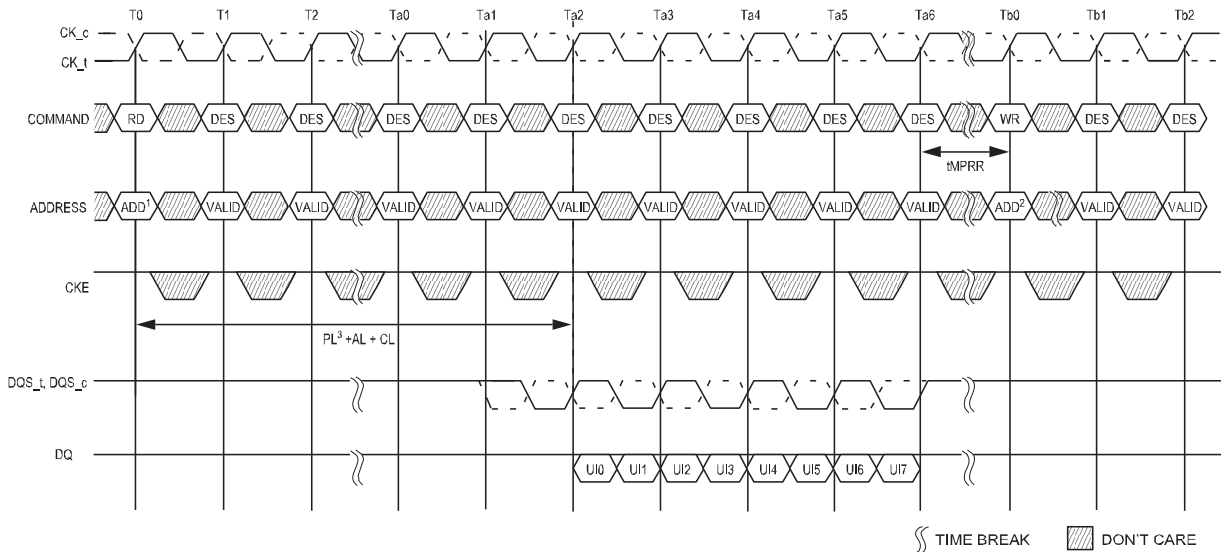 T0 T1 T2 Ta0 Ta1 Ta2 Ta3 Ta4 Ta5 Ta6 Tb0 Tb1 Tb2
CK_c
CK_t
COMMAND RD DES DES DES DES DES DES DES DES DES WR DES DES
tMPRR
ADDRESS ADD1 VALID VALID VALID VALID VALID VALID VALID VALID VALID ADD2 VALID VALID
CKE
PL3 +AL + CL
DQS_t, DQS_c
DQ UI0 UI1 UI2 UI3 UI4 UI5 UI6 UI7
TIME BREAK DON'T CARE